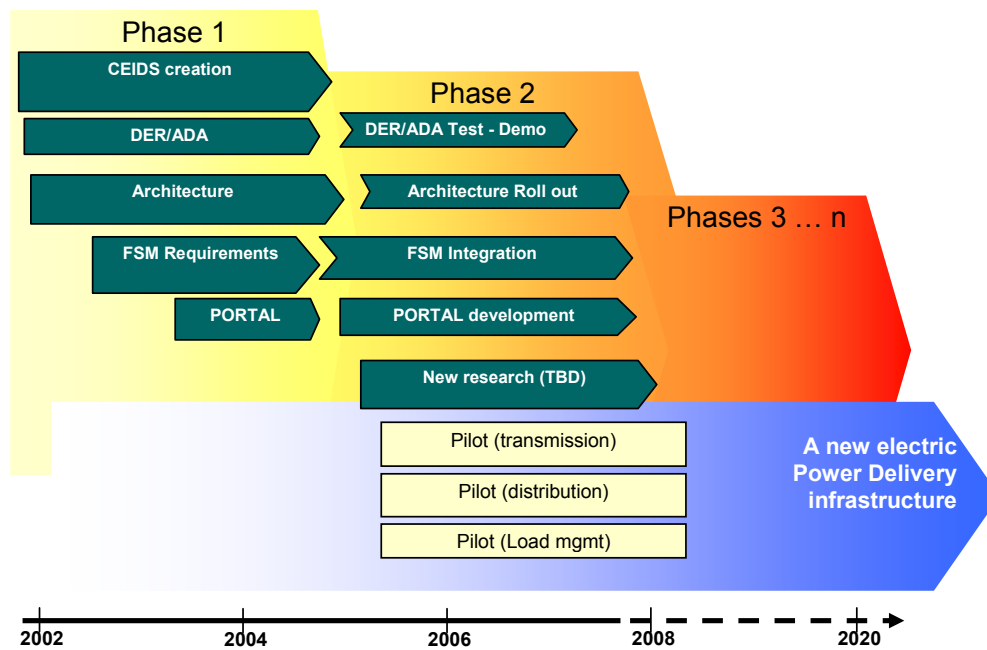 Phase 1
CEIDS creation
Phase 2
DER/ADA
DER/ADA Test - Demo
Architecture
Architecture Roll out
Phases 3 ... n
FSM Requirements
FSM Integration
PORTAL
PORTAL development
New research (TBD)
Pilot (transmission)
A new electric
Power Delivery
infrastructure
Pilot (distribution)
Pilot (Load mgmt)
2002
2004
2006
2008
2020